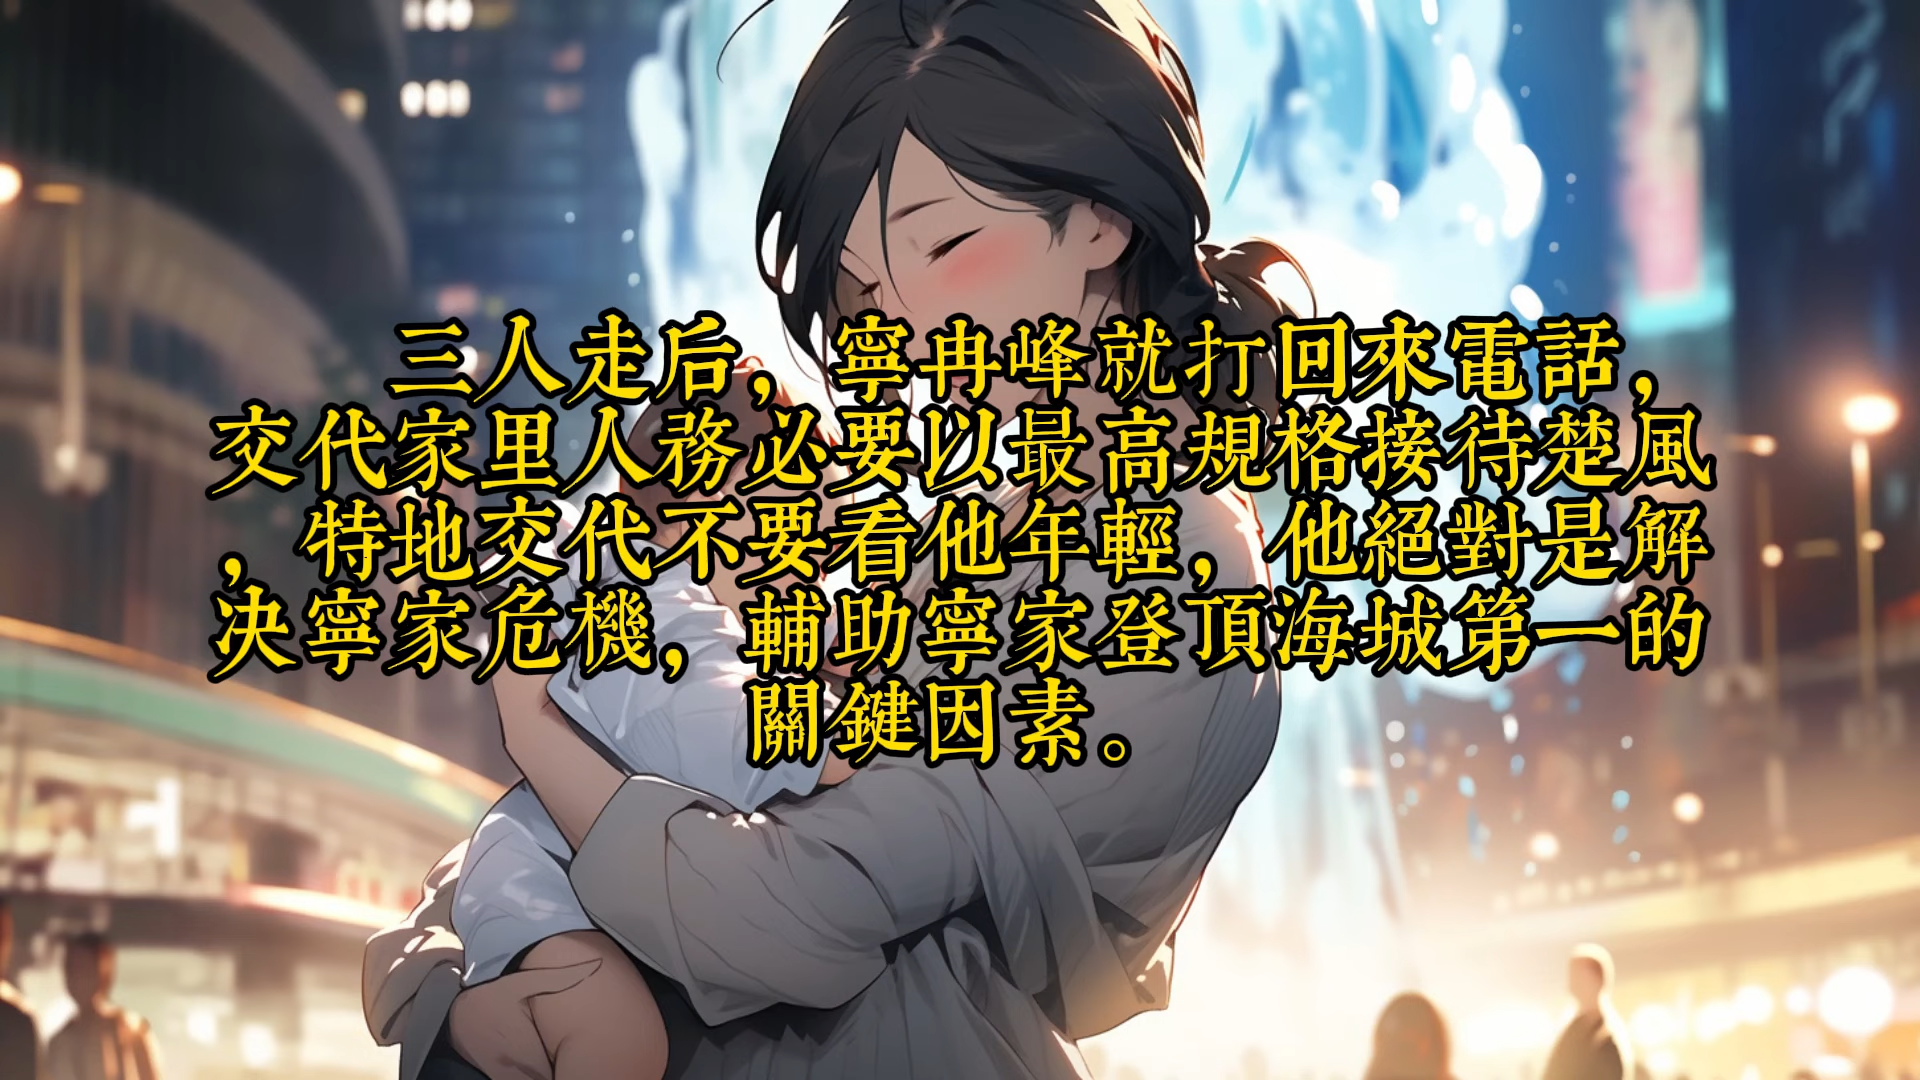 三人走后，寧冉峰就打回來電話，
交代家里人務必要以最高規格接待楚風
，特地交代不要看他年輕，他絕對是解
决寧家危機，輔助寧家登頂海城第一的
關鍵因素。